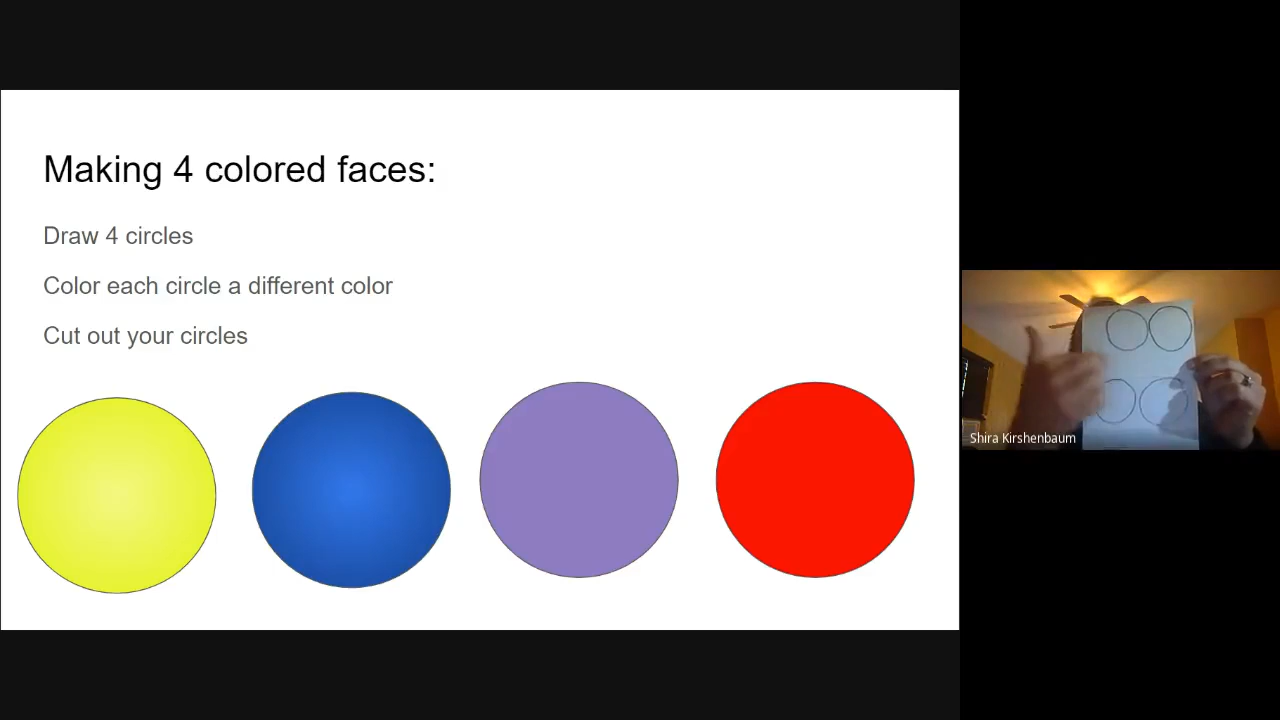 Making 4 colored faces:
Draw 4 circles
Color each circle a different color
Cut out your circles
Shira Kirshenbaum